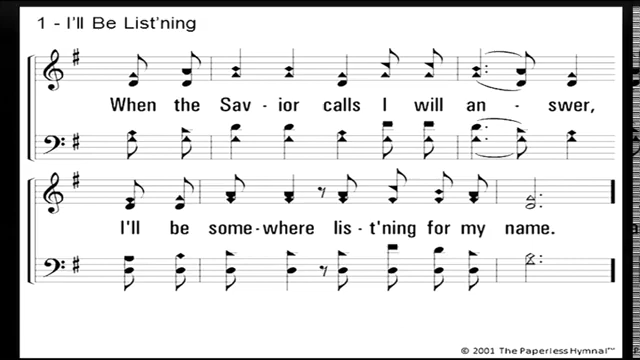 1 - I'll Be List'ning
When the Sav - ior calls I will an - swer,
I'll be some-where lis - t'ning for my name.
© 2001 The Paperless Hymnal™